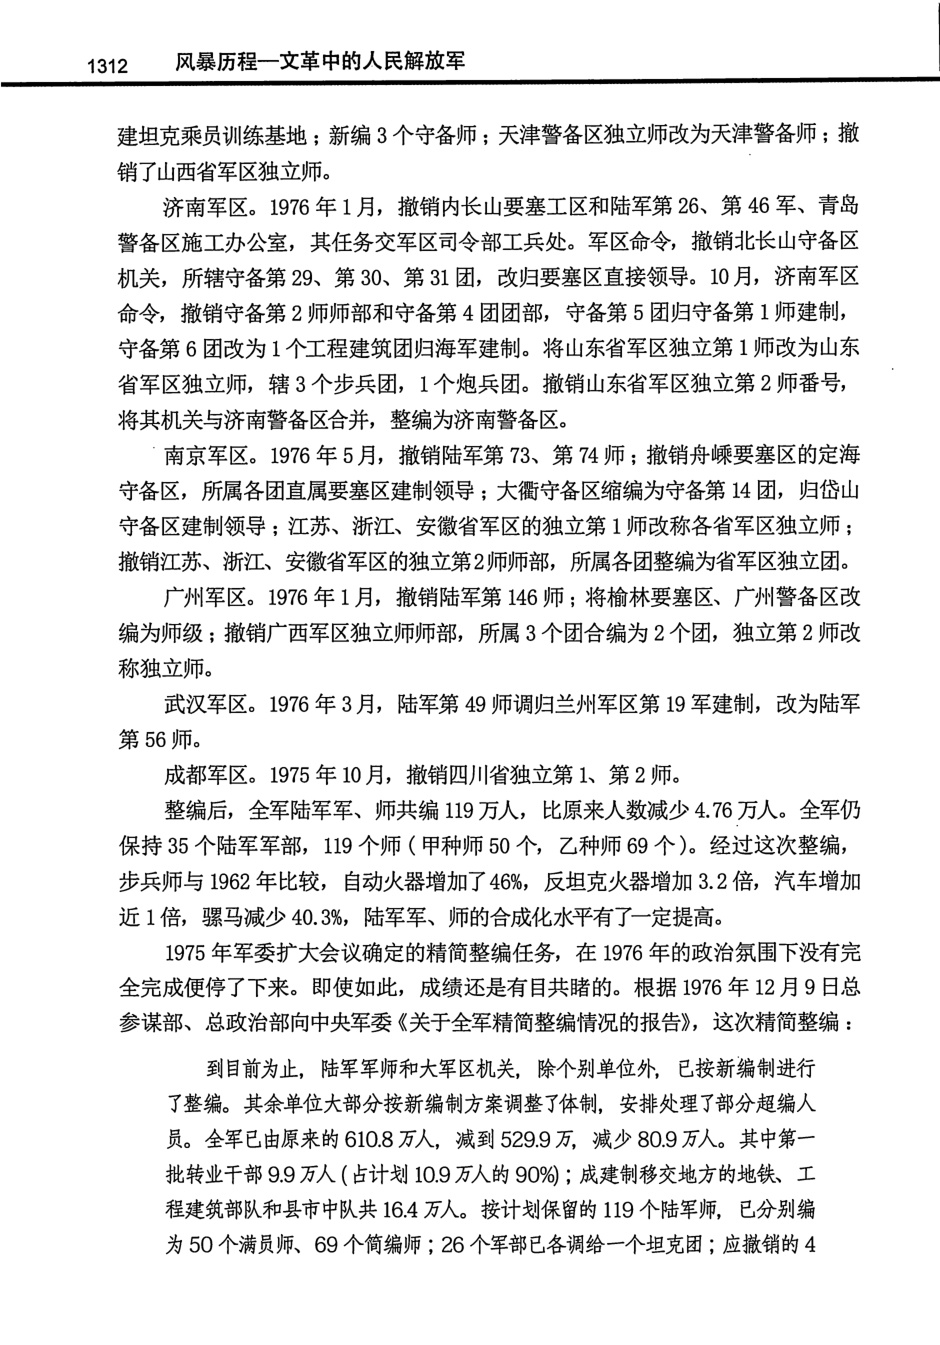 1312 风暴历程—文革中的人民解放军
建坦克乘员训练基地；新编 3 个守备师；天津警备区独立师改为天津警备师；撤
销了山西省军区独立师。
济南军区。1976 年 1 月，撤销内长山要塞工区和陆军第 26、第 46 军、青岛
警备区施工办公室，其任务交军区司令部工兵处。军区命令，撤销北长山守备区
机关，所辖守备第 29、第 30、第 31 团，改归要塞区直接领导。10 月，济南军区
命令，撤销守备第 2 师师部和守备第 4 团团部，守备第 5 团归守备第 1 师建制，
守备第 6 团改为 1 个工程建筑团归海军建制。将山东省军区独立第 1 师改为山东
省军区独立师，辖 3 个步兵团，1 个炮兵团。撤销山东省军区独立第 2 师番号，
将其机关与济南警备区合并，整编为济南警备区。
南京军区。1976 年 5 月，撤销陆军第 73、第 74 师；撤销舟嵊要塞区的定海
守备区，所属各团直属要塞区建制领导；大衢守备区缩编为守备第 14 团，归岱山
守备区建制领导；江苏、浙江、安徽省军区的独立第 1 师改称各省军区独立师；
撤销江苏、浙江、安徽省军区的独立第2师师部，所属各团整编为省军区独立团。
广州军区。1976 年 1 月，撤销陆军第 146 师；将榆林要塞区、广州警备区改
编为师级；撤销广西军区独立师师部，所属 3 个团合编为 2 个团，独立第 2 师改
称独立师。
武汉军区。1976 年 3 月，陆军第 49 师调归兰州军区第 19 军建制，改为陆军
第 56 师。
成都军区。1975 年 10 月，撤销四川省独立第 1、第 2 师。
整编后，全军陆军军、师共编 119 万人，比原来人数减少 4.76 万人。全军仍
保持 35 个陆军军部，119 个师（甲种师 50 个，乙种师 69 个）。经过这次整编，
步兵师与 1962 年比较，自动火器增加了46%，反坦克火器增加 3.2 倍，汽车增加
近 1 倍，骡马减少 40.3%，陆军军、师的合成化水平有了一定提高。
1975 年军委扩大会议确定的精简整编任务，在 1976 年的政治氛围下没有完
全完成便停了下来。即使如此，成绩还是有目共睹的。根据 1976 年 12 月 9 日总
参谋部、总政治部向中央军委《关于全军精简整编情况的报告》，这次精简整编：
到目前为止，陆军军师和大军区机关，除个别单位外，已按新编制进行
了整编。其余单位大部分按新编制方案调整了体制，安排处理了部分超编人
员。全军已由原来的 610.8 万人，减到 529.9 万，减少 80.9 万人。其中第一
批转业干部 9.9 万人（占计划 10.9 万人的 90%）；成建制移交地方的地铁、工
程建筑部队和县市中队共 16.4 万人。按计划保留的 119 个陆军师，已分别编
为 50 个满员师、69 个简编师；26 个军部已各调给一个坦克团；应撤销的 4